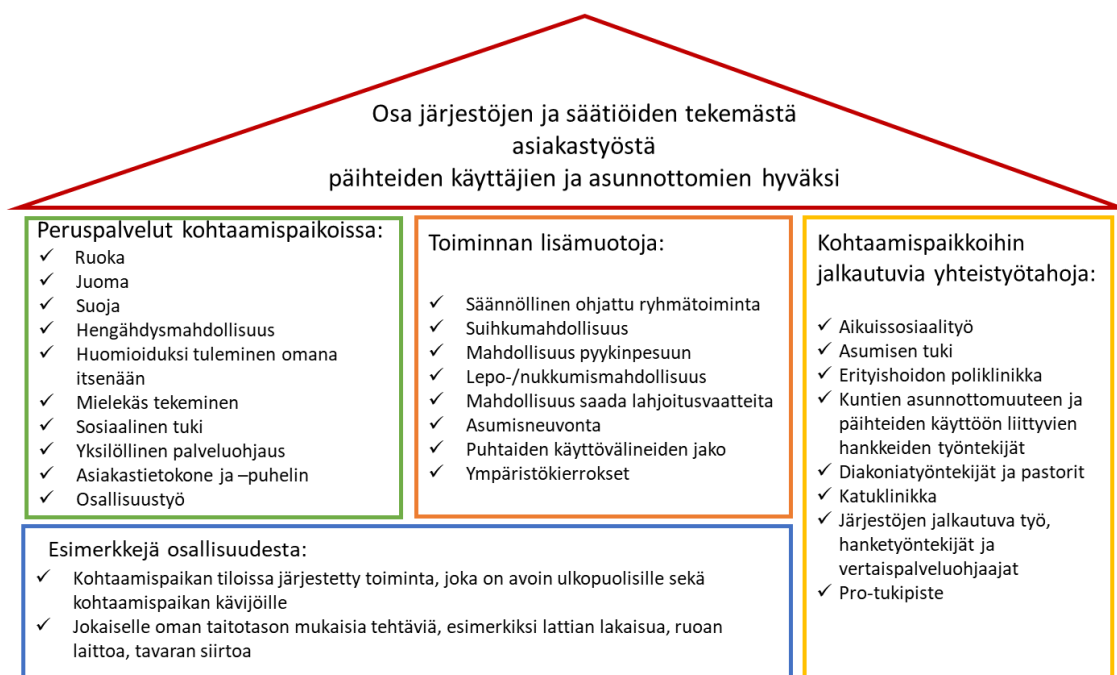 Osa järjestöjen ja säätiöiden tekemästä
asiakastyöstä
päihteiden käyttäjien ja asunnottomien hyväksi
Peruspalvelut kohtaamispaikoissa:
✓ Ruoka
✓ Juoma
✓ Suoja
✓ Hengähdysmahdollisuus
✓ Huomioiduksi tuleminen omana
itsenään
✓ Mielekäs tekeminen
✓ Sosiaalinen tuki
✓ Yksilöllinen palveluohjaus
✓ Asiakastietokone ja –puhelin
✓ Osallisuustyö
Toiminnan lisämuotoja:
✓ Säännöllinen ohjattu ryhmätoiminta
✓ Suihkumahdollisuus
✓ Mahdollisuus pyykinpesuun
✓ Lepo-/nukkumismahdollisuus
✓ Mahdollisuus saada lahjoitusvaatteita
✓ Asumisneuvonta
✓ Puhtaiden käyttövälineiden jako
✓ Ympäristökierrokset
Kohtaamispaikkoihin
jalkautuvia yhteistyötahoja:
✓ Aikuissosiaalityö
✓ Asumisen tuki
✓ Erityishoidon poliklinikka
✓ Kuntien asunnottomuuteen ja
päihteiden käyttöön liittyvien
hankkeiden työntekijät
✓ Diakoniatyöntekijät ja pastorit
✓ Katuklinikka
✓ Järjestöjen jalkautuva työ,
hanketyöntekijät ja
vertaispalveluohjaajat
✓ Pro-tukipiste
Esimerkkejä osallisuudesta:
✓ Kohtaamispaikan tiloissa järjestetty toiminta, joka on avoin ulkopuolisille sekä
kohtaamispaikan kävijöille
✓ Jokaiselle oman taitotason mukaisia tehtäviä, esimerkiksi lattian lakaisua, ruoan
laittoa, tavaran siirtoa